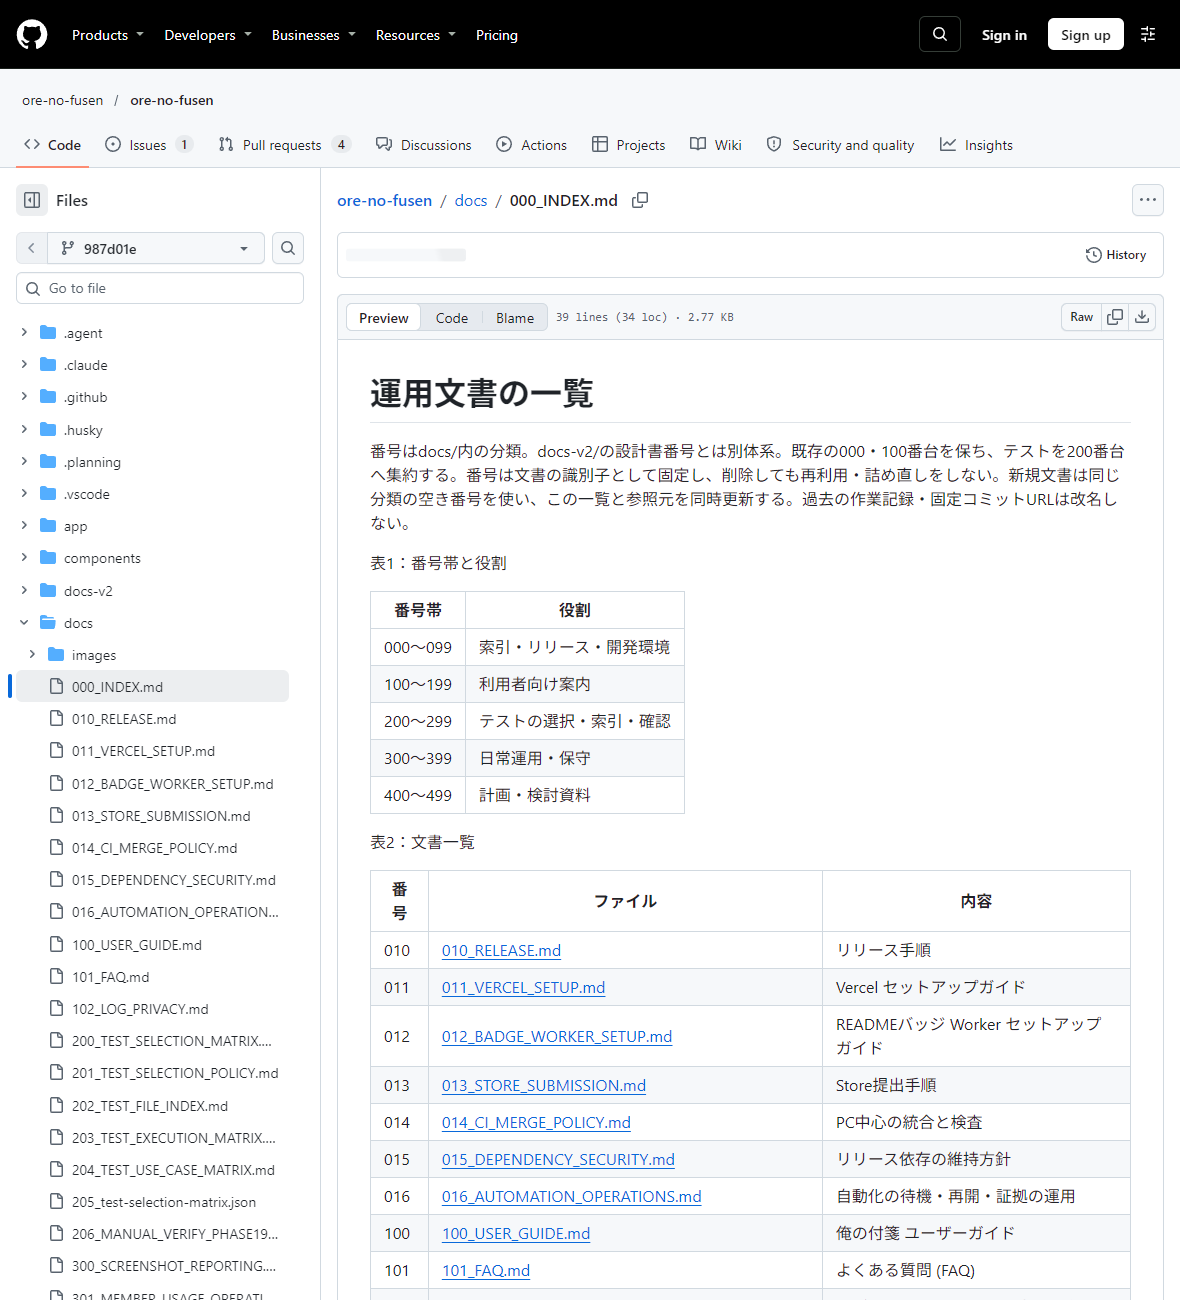 Products
Developers
Businesses
Resources
Pricing
Sign in
Sign up
ore-no-fusen / ore-no-fusen
Code
Issues 1
Pull requests 4
Discussions
Actions
Projects
Wiki
Security and quality
Insights
Files
987d01e
Go to file
.agent
.claude
.github
.husky
.planning
.vscode
app
components
docs-v2
docs
images
000_INDEX.md
010_RELEASE.md
011_VERCEL_SETUP.md
012_BADGE_WORKER_SETUP.md
013_STORE_SUBMISSION.md
014_CI_MERGE_POLICY.md
015_DEPENDENCY_SECURITY.md
016_AUTOMATION_OPERATION...
100_USER_GUIDE.md
101_FAQ.md
102_LOG_PRIVACY.md
200_TEST_SELECTION_MATRIX....
201_TEST_SELECTION_POLICY.md
202_TEST_FILE_INDEX.md
203_TEST_EXECUTION_MATRIX....
204_TEST_USE_CASE_MATRIX.md
205_test-selection-matrix.json
206_MANUAL_VERIFY_PHASE19...
300_SCREENSHOT_REPORTING....
301_MEMBER_USAGE_OPERATI...
ore-no-fusen / docs / 000_INDEX.md
History
Preview
Code
Blame
39 lines (34 loc) · 2.77 KB
Raw
運用文書の一覧
番号はdocs/内の分類。docs-v2/の設計書番号とは別体系。既存の000・100番台を保ち、テストを200番台
へ集約する。番号は文書の識別子として固定し、削除しても再利用・詰め直しをしない。新規文書は同じ
分類の空き番号を使い、この一覧と参照元を同時更新する。過去の作業記録・固定コミットURLは改名し
ない。
表1：番号帯と役割
番号帯 役割
000〜099 索引・リリース・開発環境
100〜199 利用者向け案内
200〜299 テストの選択・索引・確認
300〜399 日常運用・保守
400〜499 計画・検討資料
表2：文書一覧
番
号
ファイル
内容
010 010_RELEASE.md リリース手順
011 011_VERCEL_SETUP.md Vercel セットアップガイド
012 012_BADGE_WORKER_SETUP.md READMEバッジ Worker セットアップ
ガイド
013 013_STORE_SUBMISSION.md Store提出手順
014 014_CI_MERGE_POLICY.md PC中心の統合と検査
015 015_DEPENDENCY_SECURITY.md リリース依存の維持方針
016 016_AUTOMATION_OPERATIONS.md 自動化の待機・再開・証拠の運用
100 100_USER_GUIDE.md 俺の付箋 ユーザーガイド
101 101_FAQ.md よくある質問 (FAQ)